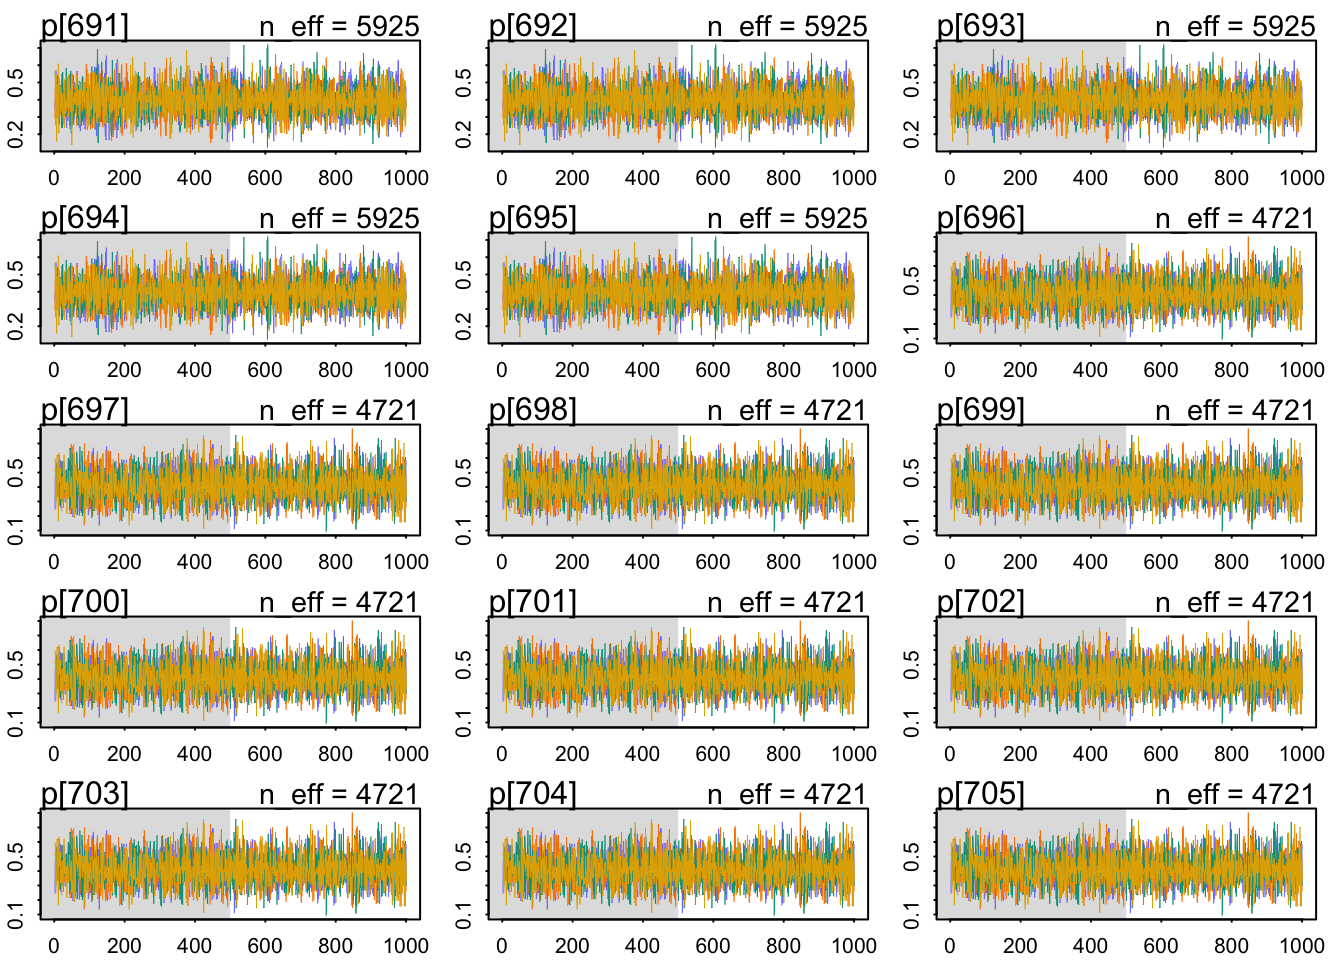 p[691] n_eff = 5925 p[692] n_eff = 5925 p[693] n_eff = 5925
0.2 0.5 0.2 0.5 0.2 0.5
0 200 400 600 800 1000 0 200 400 600 800 1000 0 200 400 600 800 1000
p[694] n_eff = 5925 p[695] n_eff = 5925 p[696] n_eff = 4721
0.2 0.5 0.2 0.5 0.1 0.5
0 200 400 600 800 1000 0 200 400 600 800 1000 0 200 400 600 800 1000
p[697] n_eff = 4721 p[698] n_eff = 4721 p[699] n_eff = 4721
0.1 0.5 0.1 0.5 0.1 0.5
0 200 400 600 800 1000 0 200 400 600 800 1000 0 200 400 600 800 1000
p[700] n_eff = 4721 p[701] n_eff = 4721 p[702] n_eff = 4721
0.1 0.5 0.1 0.5 0.1 0.5
0 200 400 600 800 1000 0 200 400 600 800 1000 0 200 400 600 800 1000
p[703] n_eff = 4721 p[704] n_eff = 4721 p[705] n_eff = 4721
0.1 0.5 0.1 0.5 0.1 0.5
0 200 400 600 800 1000 0 200 400 600 800 1000 0 200 400 600 800 1000